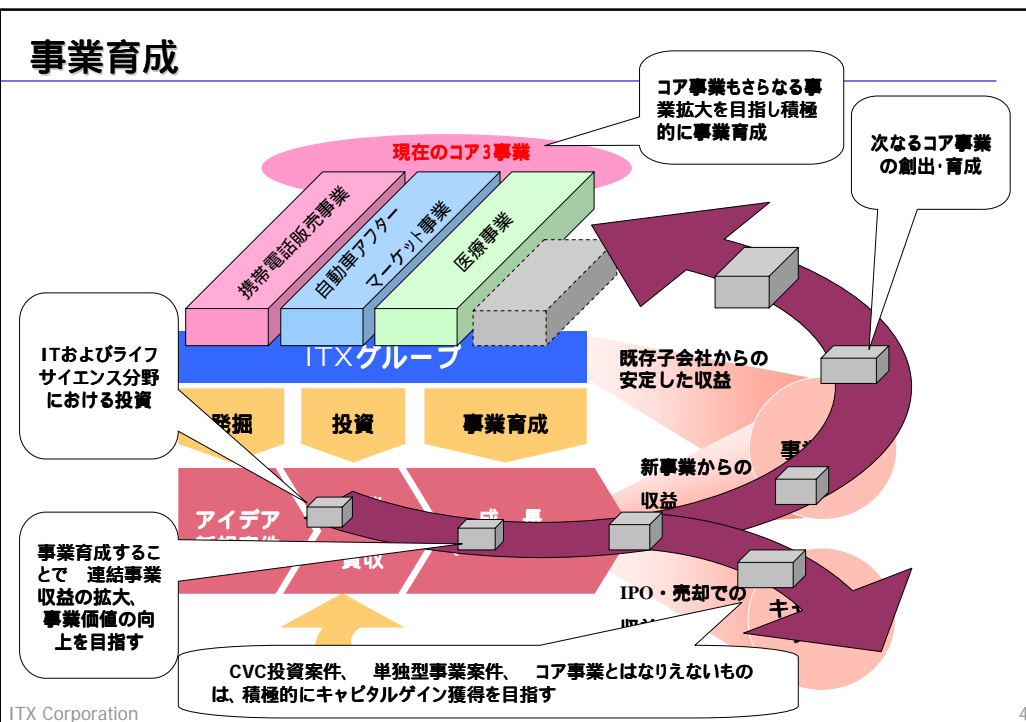 事業育成
コア事業もさらなる事
業拡大を目指し積極
的に事業育成
次なるコア事業
の創出・育成
現在のコア3事業
携帯電話販売事業
自動車アフター
マーケット事業
医療事業
ITXグループ
ITおよびライフ
サイエンス分野
における投資
発掘
投資
事業育成
既存子会社からの
安定した収益
新事業からの
収益
アイデア
買収
成 長
事業育成するこ
とで 連結事業
収益の拡大、
事業価値の向
上を目指す
IPO・売却での
CVC投資案件、 単独型事業案件、 コア事業とはなりえないもの
は、積極的にキャピタルゲイン獲得を目指す
ITX Corporation
4